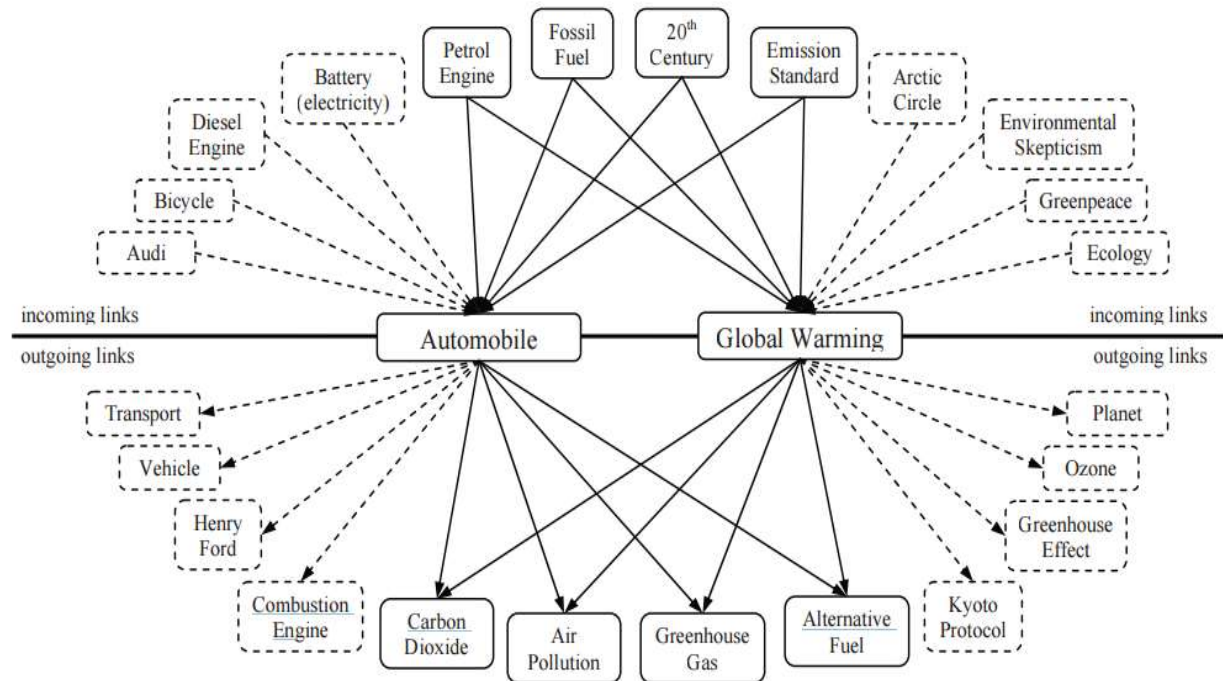 20th
Fossil
Fuel
Century
Petrol
Engine
Emission
Standard
Battery
(electricity)
Arctic
Circle
Diesel
Engine
Environmental
Skepticism
Bicycle
Greenpeace
Audi
Ecology
incoming links
incoming links
Automobile
Global Warming
outgoing links
outgoing links
Transport
Planet
Vehicle
Ozone
Henry
Ford
Greenhouse
Effect
Combustion
Engine
Carbon
Dioxide
Air
Pollution
Greenhouse
Gas
Alternative
Fuel
Kyoto
Protocol